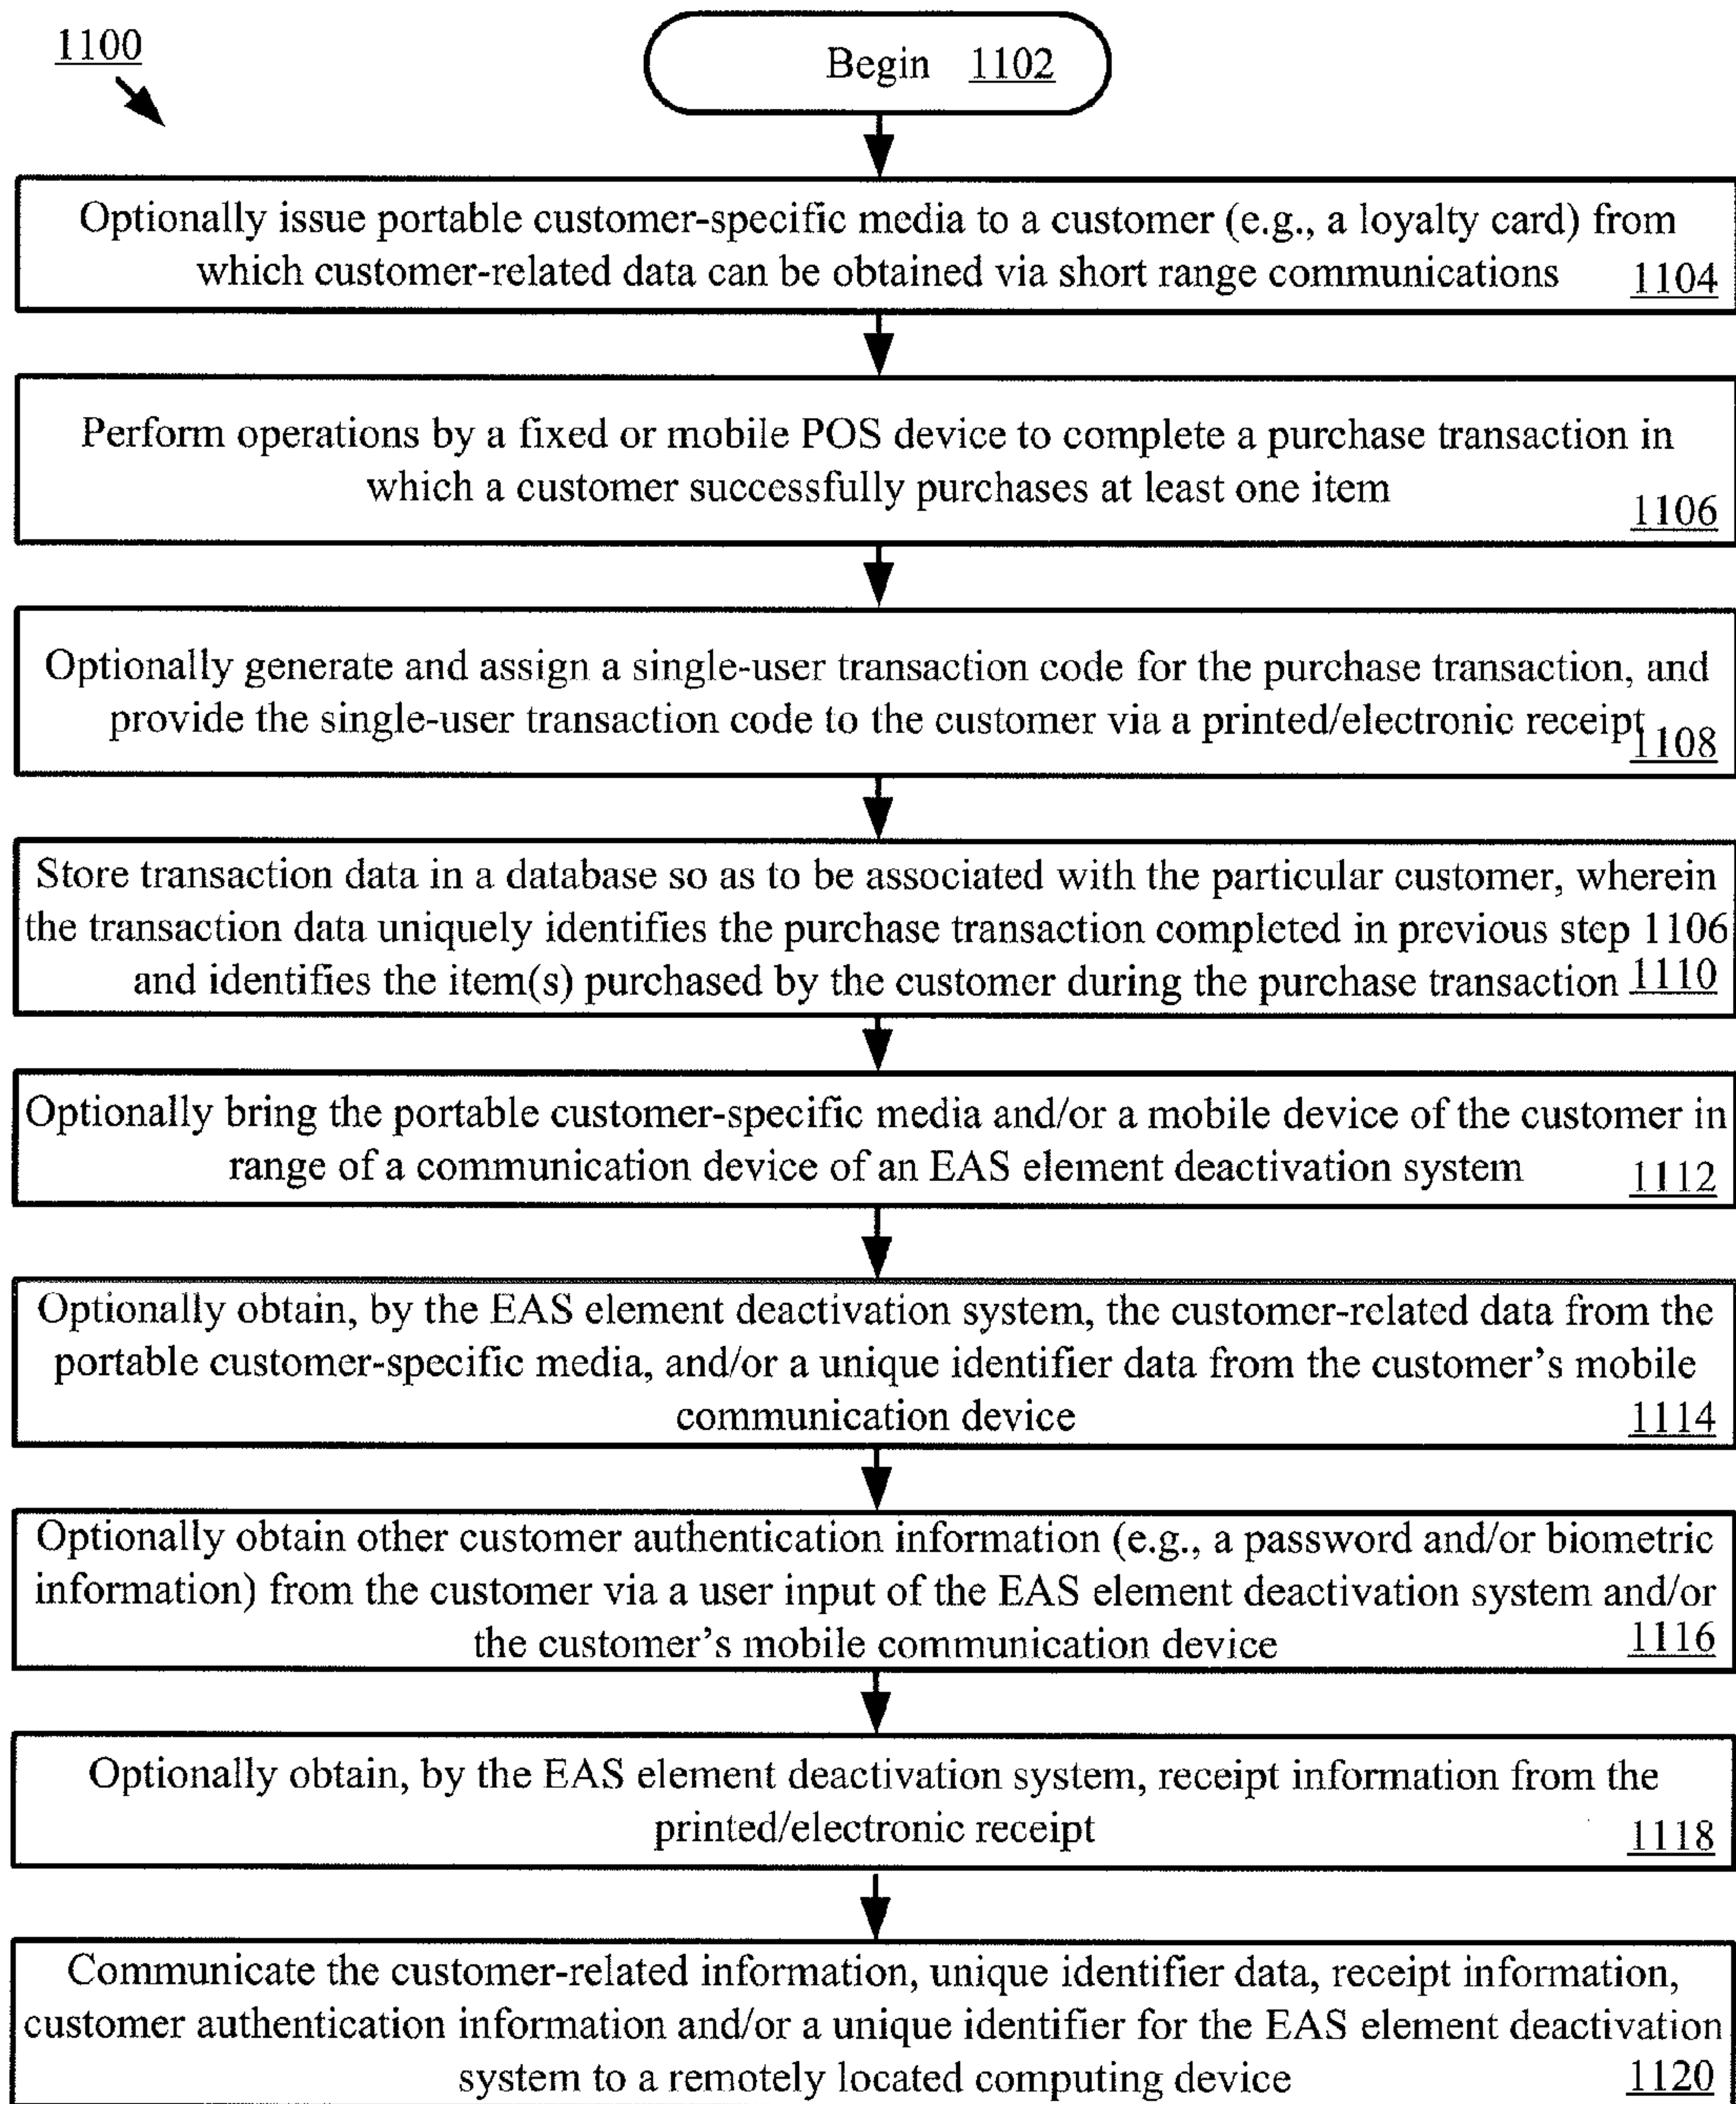 1100
Begin 1102
Optionally issue portable customer-specific media to a customer (e.g., a loyalty card) from
which customer-related data can be obtained via short range communications 1104
Perform operations by a fixed or mobile POS device to complete a purchase transaction in
which a customer successfully purchases at least one item
1106
Optionally generate and assign a single-user transaction code for the purchase transaction, and
provide the single-user transaction code to the customer via a printed/electronic receipt
1108
Store transaction data in a database so as to be associated with the particular customer, wherein
the transaction data uniquely identifies the purchase transaction completed in previous step 1106
and identifies the item(s) purchased by the customer during the purchase transaction 1110
Optionally bring the portable customer-specific media and/or a mobile device of the customer in
range of a communication device of an EAS element deactivation system 1112
Optionally obtain, by the EAS element deactivation system, the customer-related data from the
portable customer-specific media, and/or a unique identifier data from the customer's mobile
communication device 1114
Optionally obtain other customer authentication information (e.g., a password and/or biometric
information) from the customer via a user input of the EAS element deactivation system and/or
the customer's mobile communication device 1116
Optionally obtain, by the EAS element deactivation system, receipt information from the
printed/electronic receipt 1118
Communicate the customer-related information, unique identifier data, receipt information,
customer authentication information and/or a unique identifier for the EAS element deactivation
system to a remotely located computing device 1120